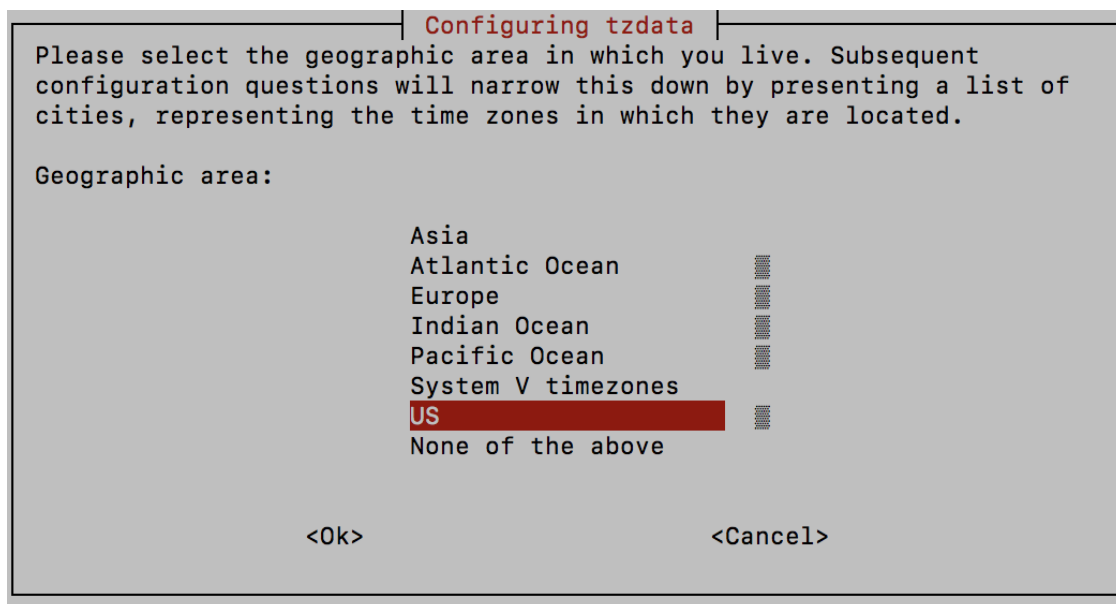 Configuring tzdata
Please select the geographic area in which you live. Subsequent
configuration questions will narrow this down by presenting a list of
cities, representing the time zones in which they are located.
Geographic area:
Asia
Atlantic Ocean
Europe
Indian Ocean
Pacific Ocean
System V timezones
US
None of the above
<Ok> <Cancel>